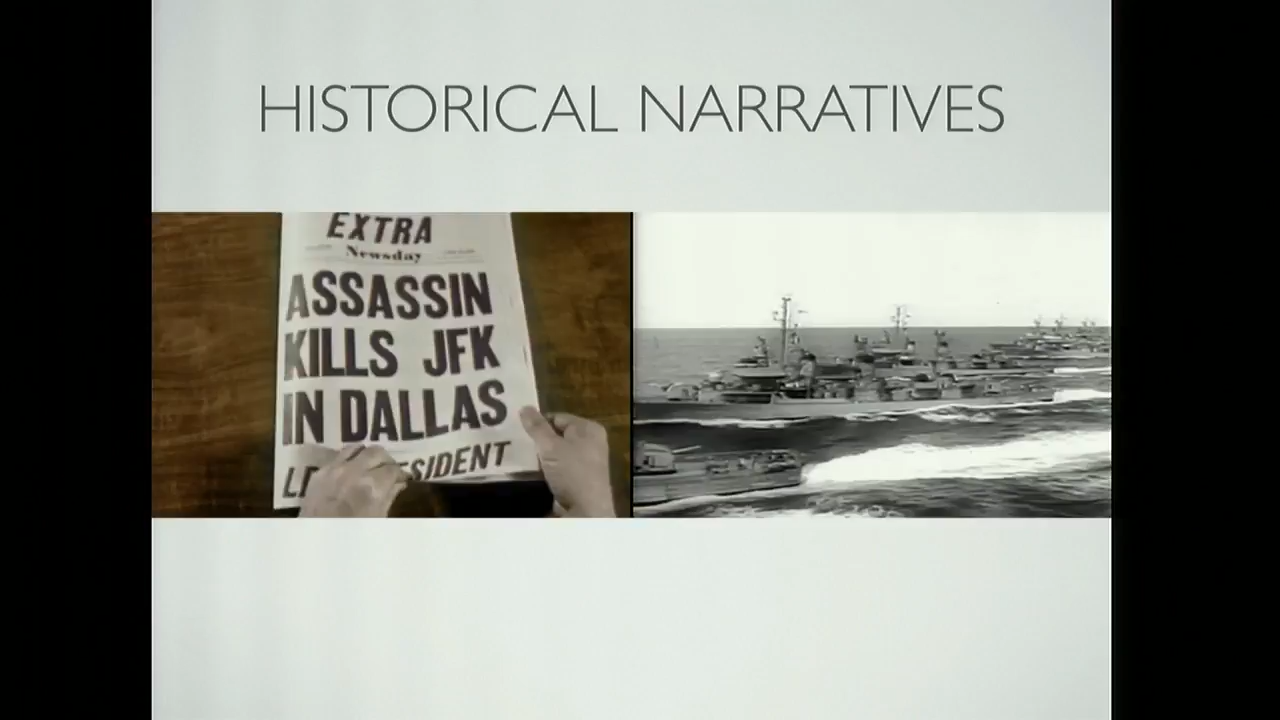 HISTORICAL NARRATIVES
EXTRA
Newsday
ASSASSIN
KILLS JFK
IN DALLAS